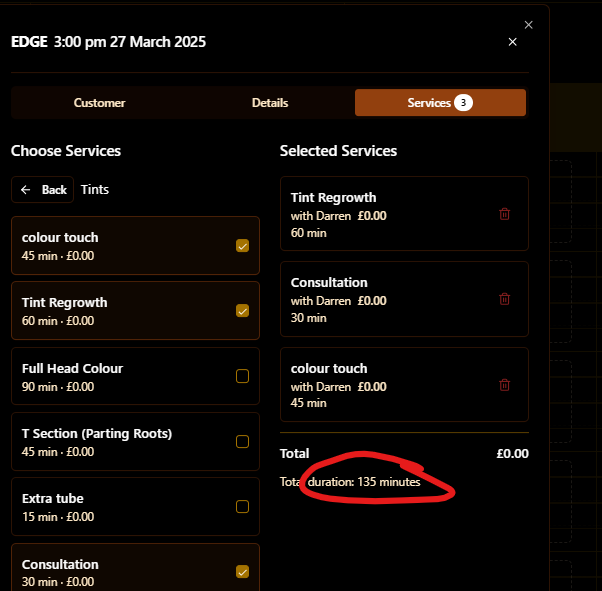 EDGE 3:00 pm 27 March 2025
Customer
Details
Services 3
Choose Services
Back Tints
colour touch
45 min · £0.00
Tint Regrowth
60 min · £0.00
Full Head Colour
90 min · £0.00
T Section (Parting Roots)
45 min · £0.00
Extra tube
15 min · £0.00
Consultation
30 min · £0.00
Selected Services
Tint Regrowth
with Darren £0.00
60 min
Consultation
with Darren £0.00
30 min
colour touch
with Darren £0.00
45 min
Total £0.00
Total duration: 135 minutes